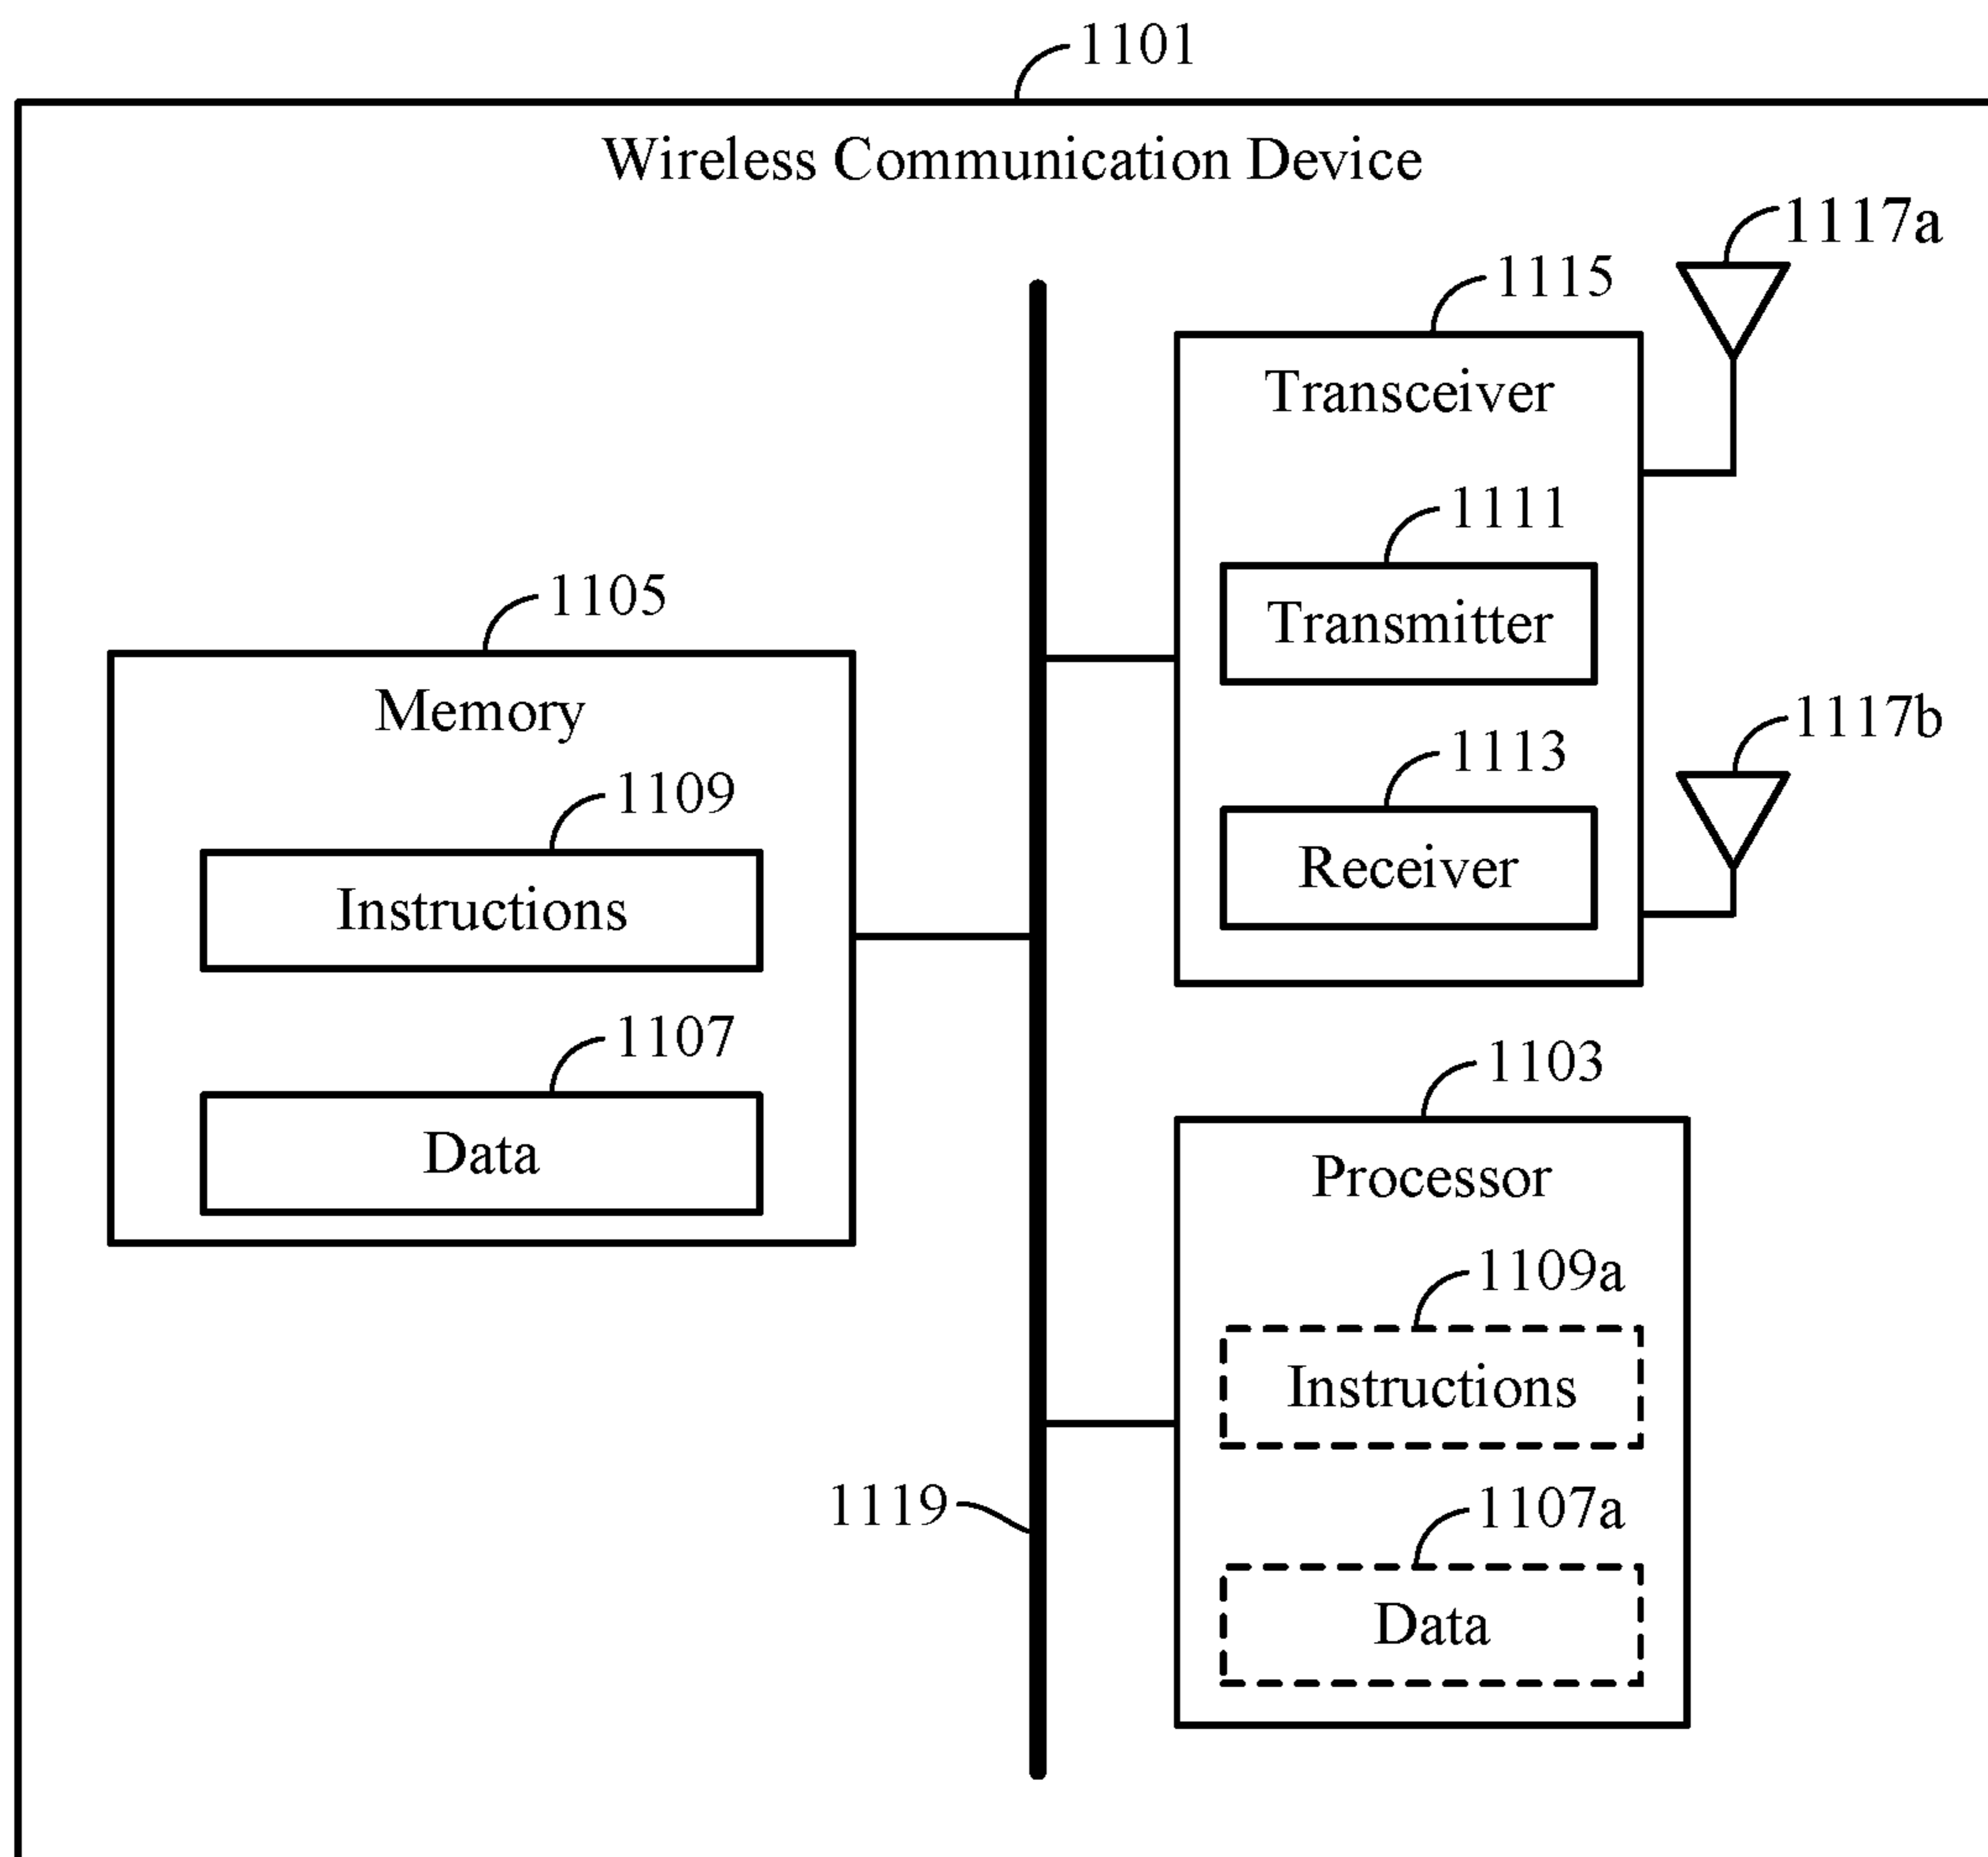 1101
Wireless Communication Device
1117a
1115
Transceiver
1111
Transmitter
1105
Memory
1117b
1113
1109
Receiver
Instructions
1107
1103
Data
Processor
1109a
Instructions
1119
1107a
Data